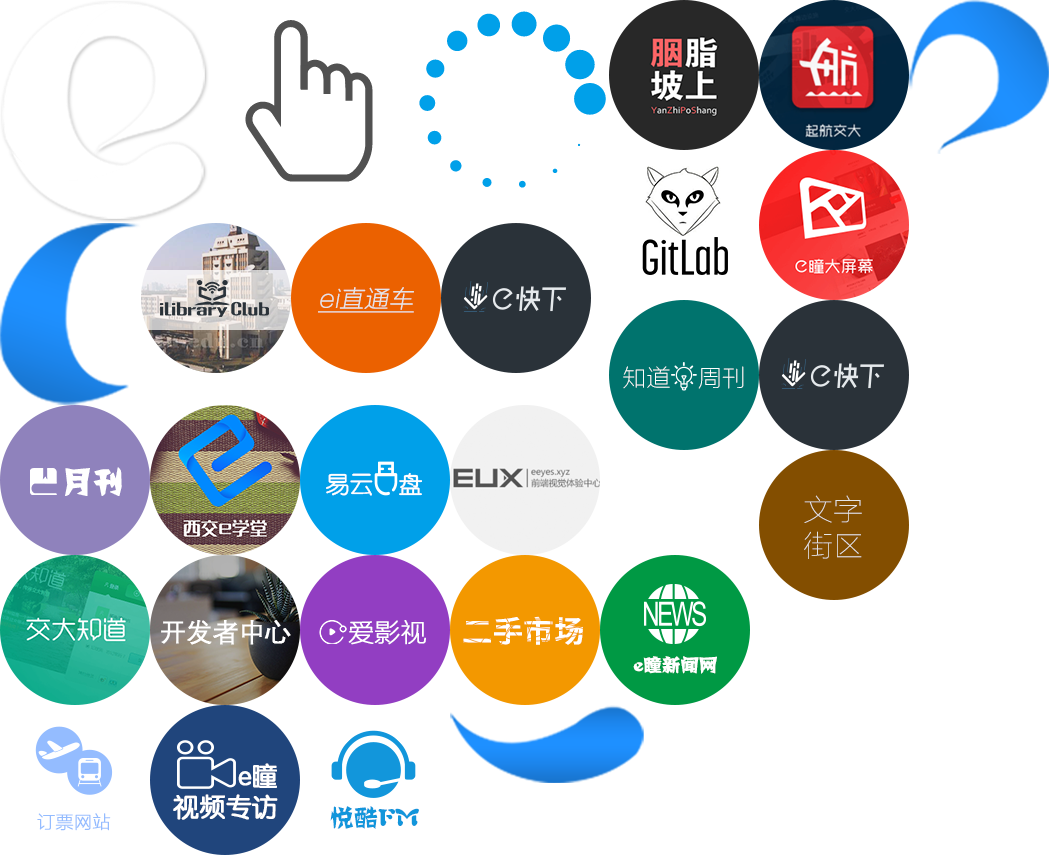 胭脂
坡上
YanZhiPoShang
航
起航交大
GitLab
e瞳大屏幕
iLibrary Club
ei直通车
e快下
知道周刊
e快下
月刊
西交e学堂
易云盘
EUX
eeyes.xyz
前端视觉体验中心
文字
街区
交大知道
开发者中心
爱影视
二手市场
NEWS
e瞳新闻网
订票网站
e瞳
视频专访
悦酷FM